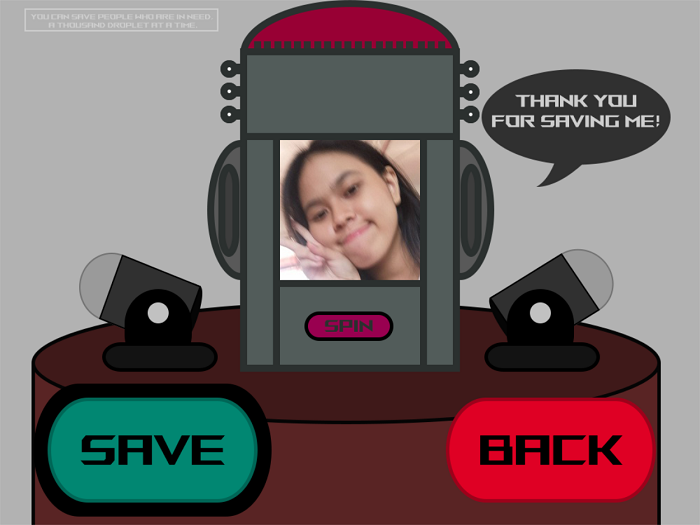 YOU CAN SAVE PEOPLE WHO ARE IN NEED.
A THOUSAND DROPLET AT A TIME.
THANK YOU
FOR SAVING ME!
SPIN
SAVE
BACK